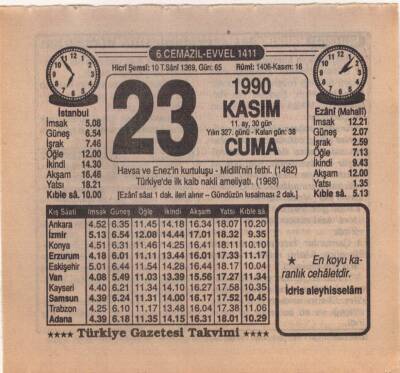 6 CEMAZİL-EVVEL 1411
Hicrî Şemsî: 10 T.Sâni 1369, Gün: 65 Rûmî: 1406-Kasım: 16
23
1990
KASIM
11. ay, 30 gün
Yılın 327. günü - Kalan gün: 38
CUMA
İstanbul
İmsak 5.08
Güneş 6.54
İşrak 7.46
Öğle 12.00
İkindi 14.30
Akşam 16.46
Yatsı 18.21
Kıble sâ. 10.00
Ezânî (Mahallî)
İmsak 12.21
Güneş 2.07
İsrak 2.59
Öğle 7.13
İkindi 9.43
Akşam 12.00
Yatsı 1.35
Kıble sâ. 5.13
Havsa ve Enez'in kurtuluşu - Midilli'nin fethi. (1462)
Türkiye'de ilk kalb nakli ameliyatı. (1968)
[Ezânî sâat 1 dak. ileri alınır – Gündüzün kısalması 2 dak.]
Kış Sâati İmsak Güneş Öğle İkindi Akşam Yatsı Kıble sâ.
Ankara 4.52 6.35 11.45 14.18 16.34 18.07 10.20
İzmir 5.13 6.54 12.08 14.44 17.01 18.32 9.35
Konya 4.51 6.31 11.46 14.25 16.41 18.11 10.10
Erzurum 4.18 6.01 11.11 13.44 16.01 17.33 11.17
Eskişehir 5.01 6.44 11.54 14.28 16.44 18.17 10.04
Van 4.08 5.49 11.03 13.39 15.56 17.27 11.34
Kayseri 4.40 6.21 11.34 14.10 16.27 17.58 10.35
Samsun 4.39 6.24 11.31 14.00 16.17 17.52 10.45
Trabzon 4.25 6.10 11.17 13.48 16.04 17.38 11.06
Adana 4.39 6.18 11.35 14.15 16.31 18.01 10.29
★ En koyu ka-
ranlık cehâletdir.
İdris aleyhisselâm
★★★★ Türkiye Gazetesi Takvimi ★★★★